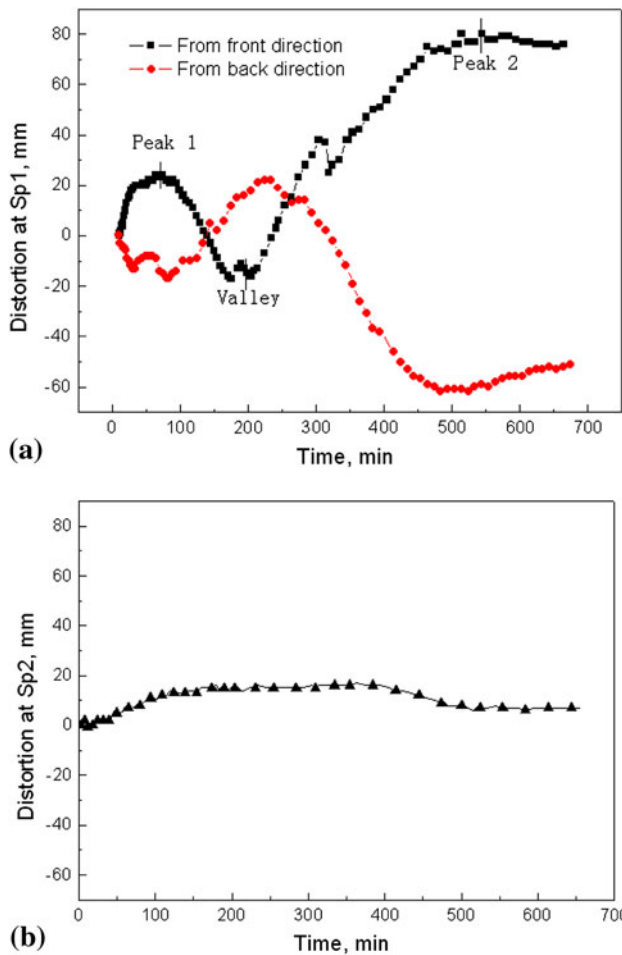 80
60
40
20
0
-20
-40
-60
Distortion at Sp1, mm
From front direction
From back direction
Peak 1
Valley
Peak 2
0 100 200 300 400 500 600 700
Time, min
(a)
80
60
40
20
0
-20
-40
-60
Distortion at Sp2, mm
0 100 200 300 400 500 600 700
Time, min
(b)